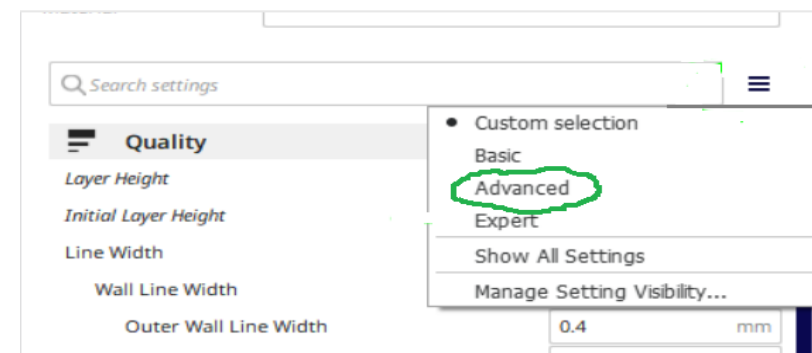 Search settings
Custom selection
Quality
Basic
Layer Height
Advanced
Initial Layer Height
Expert
Line Width
Show All Settings
Wall Line Width
Manage Setting Visibility...
Outer Wall Line Width
0.4 mm